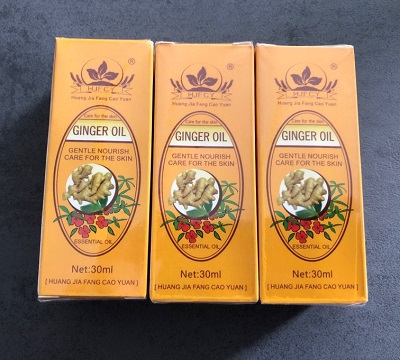 HJFCY ®
Huang Jia Fang Cao Yuan
Care for the skin
GINGER OIL
GENTLE NOURISH
CARE FOR THE SKIN
ESSENTIAL OIL
Net:30ml
[ HUANG JIA FANG CAO YUAN ]
HJFCY ®
Huang Jia Fang Cao Yuan
Care for the skin
GINGER OIL
GENTLE NOURISH
CARE FOR THE SKIN
ESSENTIAL OIL
Net:30ml
[ HUANG JIA FANG CAO YUAN ]
HJFCY ®
Huang Jia Fang Cao Yuan
Care for the skin
GINGER OIL
GENTLE NOURISH
CARE FOR THE SKIN
ESSENTIAL OIL
Net:30ml
[ HUANG JIA FANG CAO YUAN ]